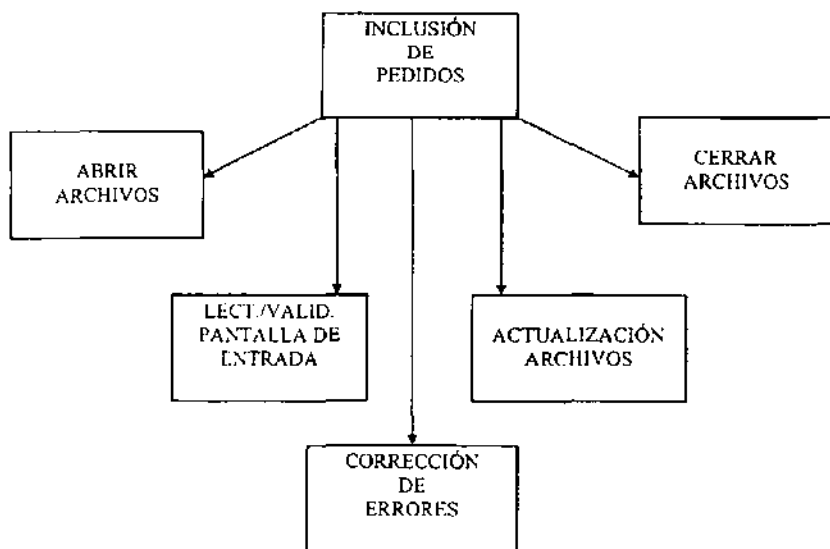 INCLUSIÓN
DE
PEDIDOS
ABRIR
ARCHIVOS
CERRAR
ARCHIVOS
LECT./VALID.
PANTALLA DE
ENTRADA
ACTUALIZACIÓN
ARCHIVOS
CORRECCIÓN
DE
ERRORES